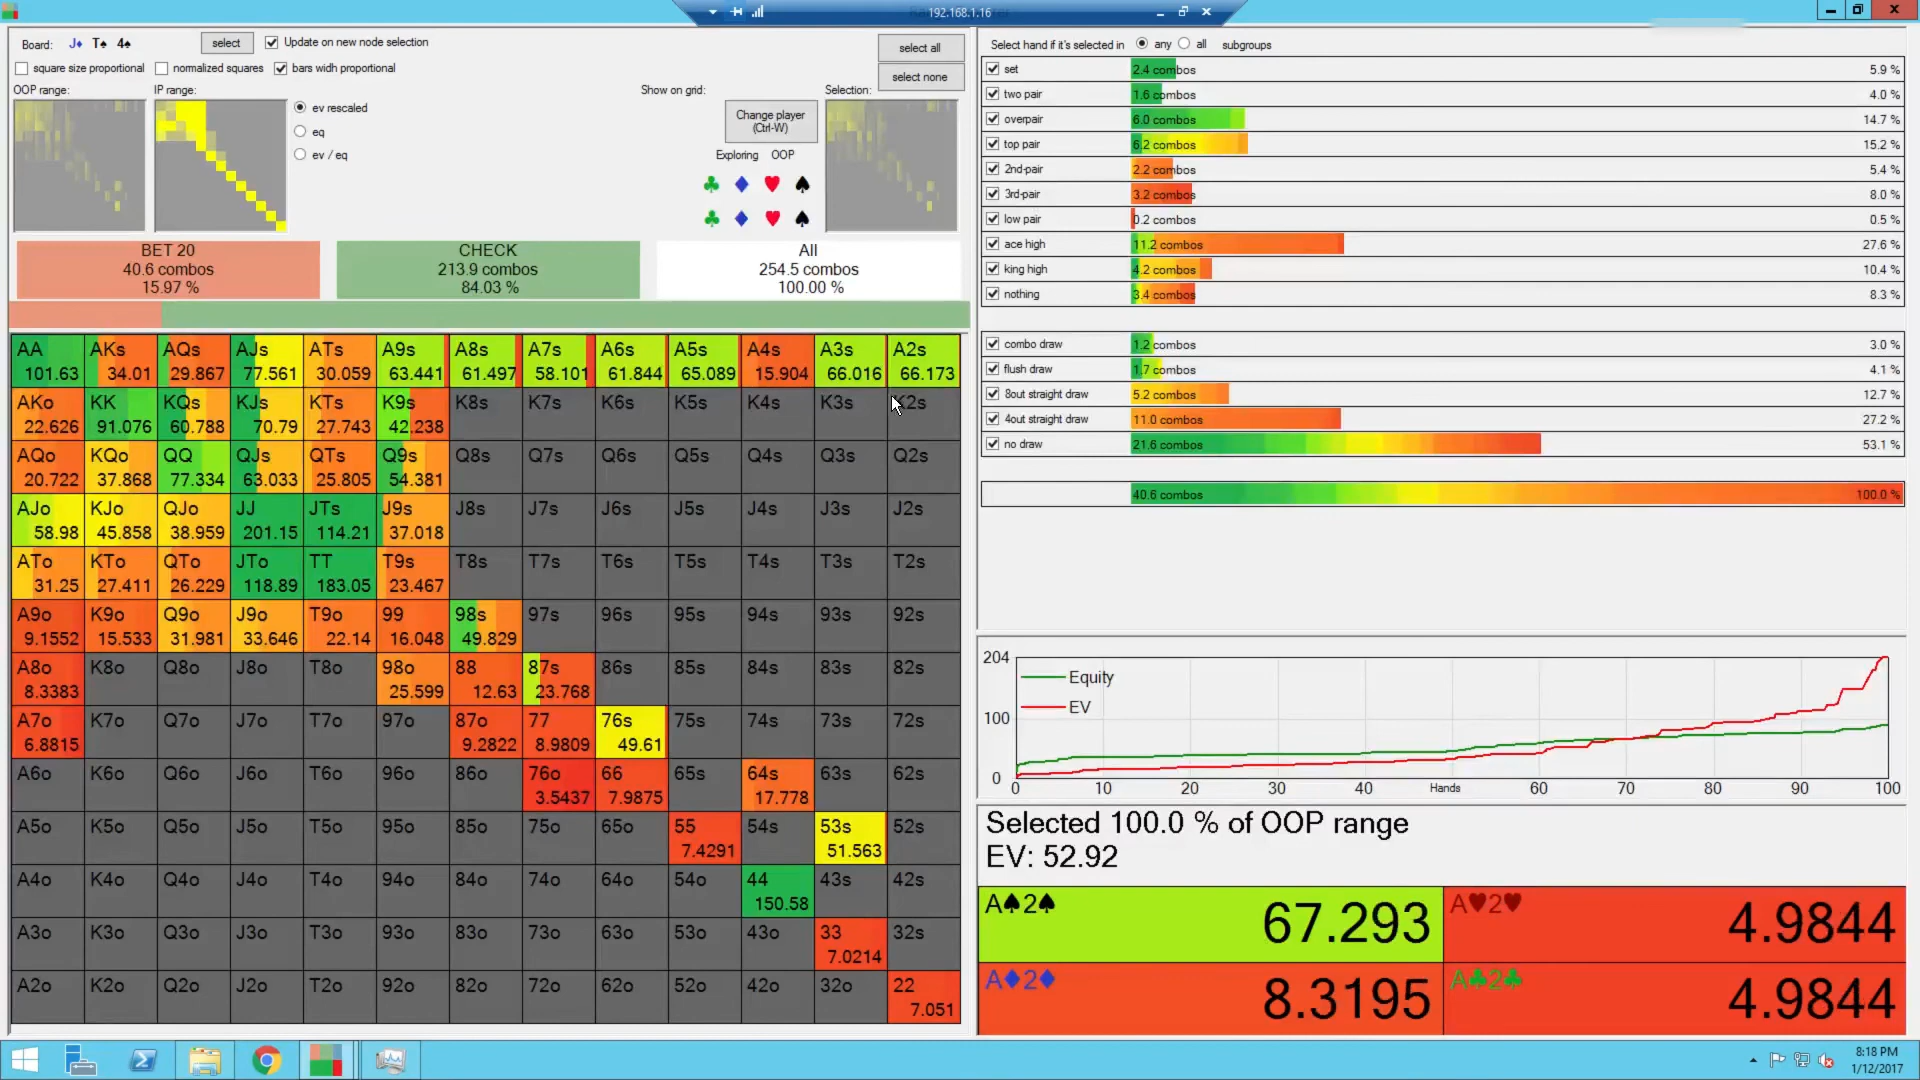 192.168.1.16
Board: J♦ T♠ 4♠
select
Update on new node selection
select all
square size proportional
normalized squares
bars width proportional
select none
OOP range:
IP range:
ev rescaled
eq
ev / eq
Show on grid:
Change player
(Ctrl-W)
Exploring OOP
Selection:
♣ ♦ ♥ ♠
♣ ♦ ♥ ♠
BET 20
40.6 combos
15.97 %
CHECK
213.9 combos
84.03 %
All
254.5 combos
100.00 %
AA AKs AQs AJs ATs A9s A8s A7s A6s A5s A4s A3s A2s
101.63 34.01 29.867 77.561 30.059 63.441 61.497 58.101 61.844 65.089 15.904 66.016 66.173
AKo KK KQs KJs KTs K9s K8s K7s K6s K5s K4s K3s K2s
22.626 91.076 60.788 70.79 27.743 42.238
AQo KQo QQ QJs QTs Q9s Q8s Q7s Q6s Q5s Q4s Q3s Q2s
20.722 37.868 77.334 63.033 25.805 54.381
AJo KJo QJo JJ JTs J9s J8s J7s J6s J5s J4s J3s J2s
58.98 45.858 38.959 201.15 114.21 37.018
ATo KTo QTo JTo TT T9s T8s T7s T6s T5s T4s T3s T2s
31.25 27.411 26.229 118.89 183.05 23.467
A9o K9o Q9o J9o T9o 99 98s 97s 96s 95s 94s 93s 92s
9.1552 15.533 31.981 33.646 22.14 16.048 49.829
A8o K8o Q8o J8o T8o 98o 88 87s 86s 85s 84s 83s 82s
8.3383 25.599 12.63 23.768
A7o K7o Q7o J7o T7o 97o 87o 77 76s 75s 74s 73s 72s
6.8815 9.2822 8.9809 49.61
A6o K6o Q6o J6o T6o 96o 86o 76o 66 65s 64s 63s 62s
3.5437 7.9875 17.778
A5o K5o Q5o J5o T5o 95o 85o 75o 65o 55 54s 53s 52s
7.4291 51.563
A4o K4o Q4o J4o T4o 94o 84o 74o 64o 54o 44 43s 42s
150.58
A3o K3o Q3o J3o T3o 93o 83o 73o 63o 53o 43o 33 32s
7.0214
A2o K2o Q2o J2o T2o 92o 82o 72o 62o 52o 42o 32o 22
7.051
Select hand if it's selected in any all subgroups
set 2.4 combos 5.9 %
two pair 1.6 combos 4.0 %
overpair 6.0 combos 14.7 %
top pair 6.2 combos 15.2 %
2nd-pair 2.2 combos 5.4 %
3rd-pair 3.2 combos 8.0 %
low pair 0.2 combos 0.5 %
ace high 11.2 combos 27.6 %
king high 4.2 combos 10.4 %
nothing 3.4 combos 8.3 %
combo draw 1.2 combos 3.0 %
flush draw 1.7 combos 4.1 %
8out straight draw 5.2 combos 12.7 %
4out straight draw 11.0 combos 27.2 %
no draw 21.6 combos 53.1 %
40.6 combos 100.0 %
204
100
0
Equity
EV
0 10 20 30 40 Hands 60 70 80 90 100
Selected 100.0 % of OOP range
EV: 52.92
A♠2♠ 67.293
A♥2♥ 4.9844
A♦2♦ 8.3195
A♣2♣ 4.9844
8:18 PM
1/12/2017